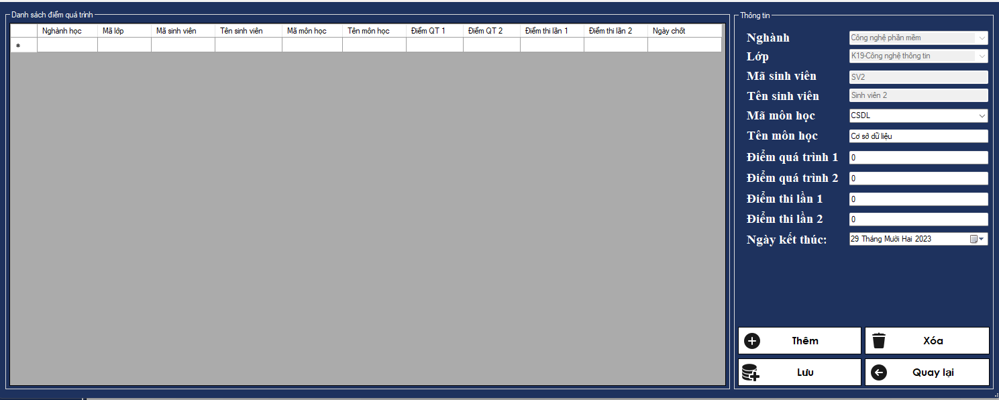 Danh sách điểm quá trình
Nghành học Mã lớp Mã sinh viên Tên sinh viên Mã môn học Tên môn học Điểm QT 1 Điểm QT 2 Điểm thi lần 1 Điểm thi lần 2 Ngày chốt
Thông tin
Nghành Công nghệ phần mềm
Lớp K19-Công nghệ thông tin
Mã sinh viên SV2
Tên sinh viên Sinh viên 2
Mã môn học CSDL
Tên môn học Cơ sở dữ liệu
Điểm quá trình 1 0
Điểm quá trình 2 0
Điểm thi lần 1 0
Điểm thi lần 2 0
Ngày kết thúc: 29 Tháng Mười Hai 2023
Thêm Xóa
Lưu Quay lại